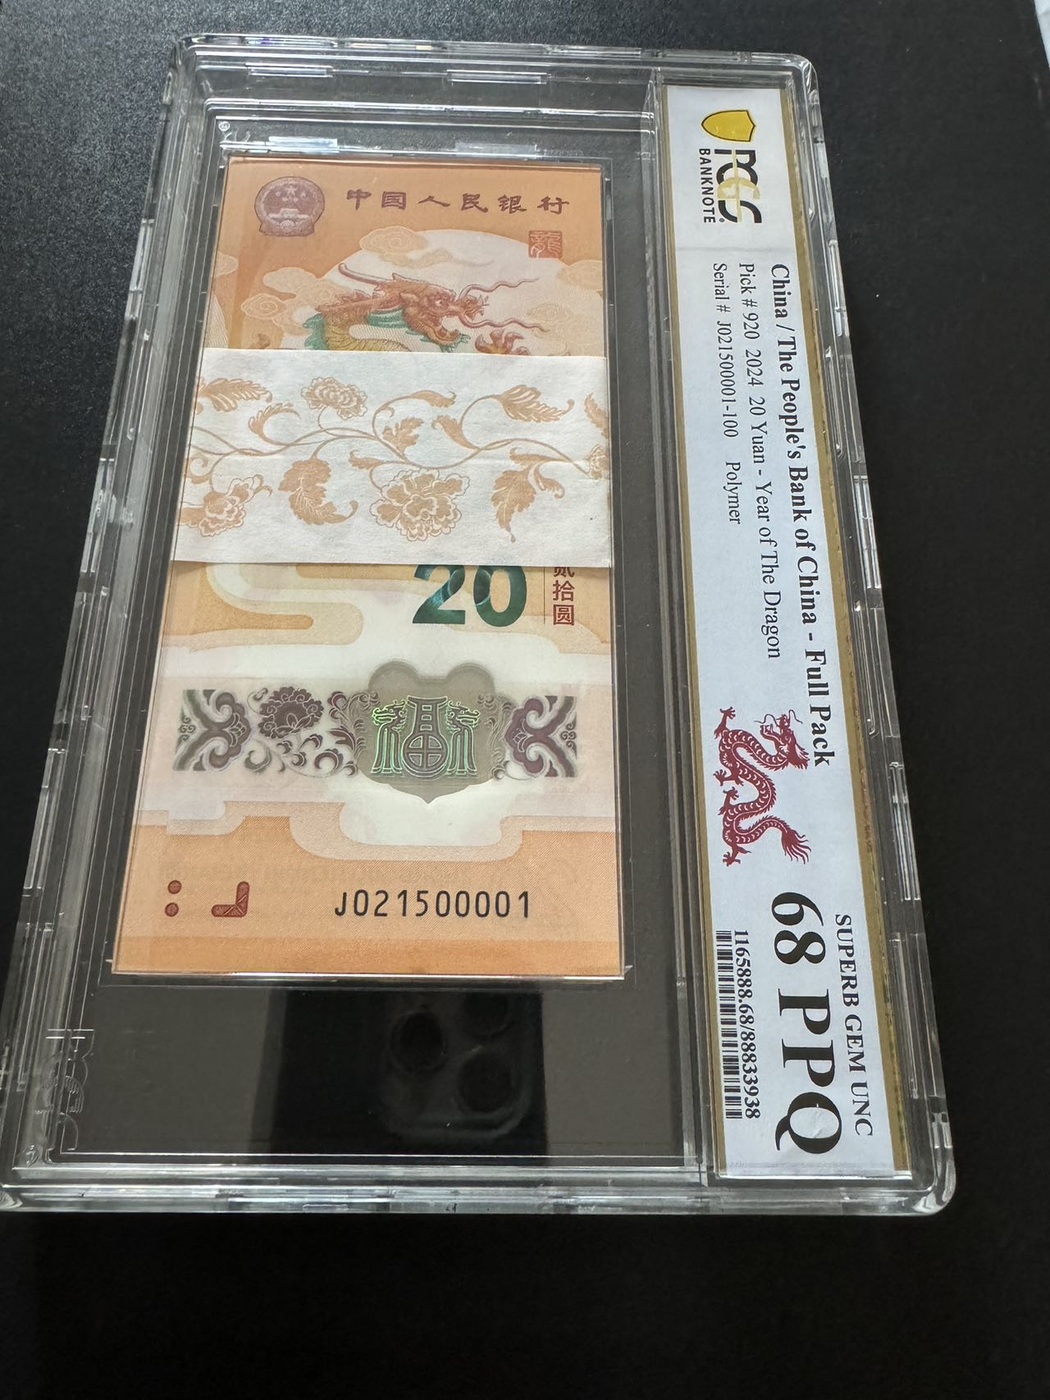 PCGS
BANKNOTE
China / The People's Bank of China - Full Pack
Pick # 920 2024 20 Yuan - Year of The Dragon
Serial # J021500001-100 Polymer
SUPERB GEM UNC
68 PPQ
1165888.68/88833938
中国人民银行
龍
20
贰拾圆
J021500001